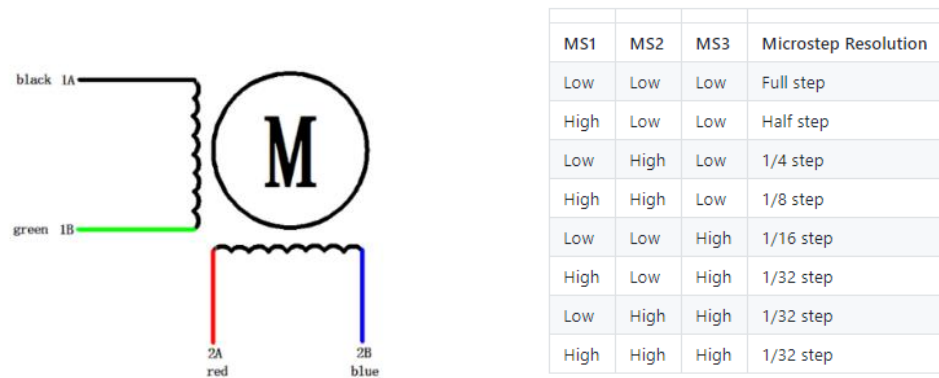 black 1A
M
green 1B
2A
red
2B
blue
MS1 MS2 MS3 Microstep Resolution
Low Low Low Full step
High Low Low Half step
Low High Low 1/4 step
High High Low 1/8 step
Low Low High 1/16 step
High Low High 1/32 step
Low High High 1/32 step
High High High 1/32 step